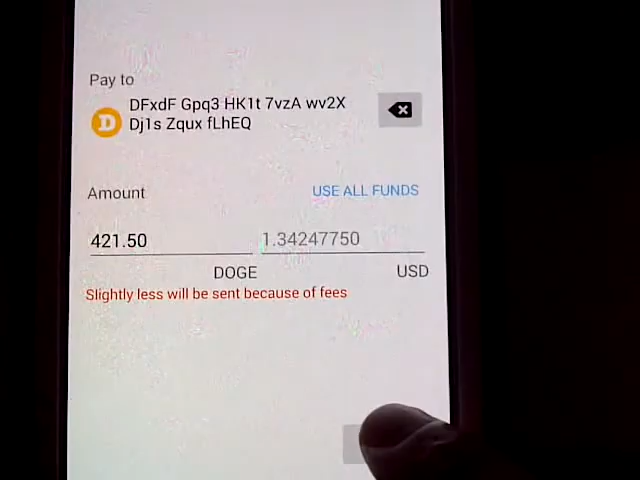 Pay to
DFxdF Gpq3 HK1t 7vzA wv2X
Dj1s Zqux fLhEQ
Amount
USE ALL FUNDS
421.50
1.34247750
DOGE
USD
Slightly less will be sent because of fees